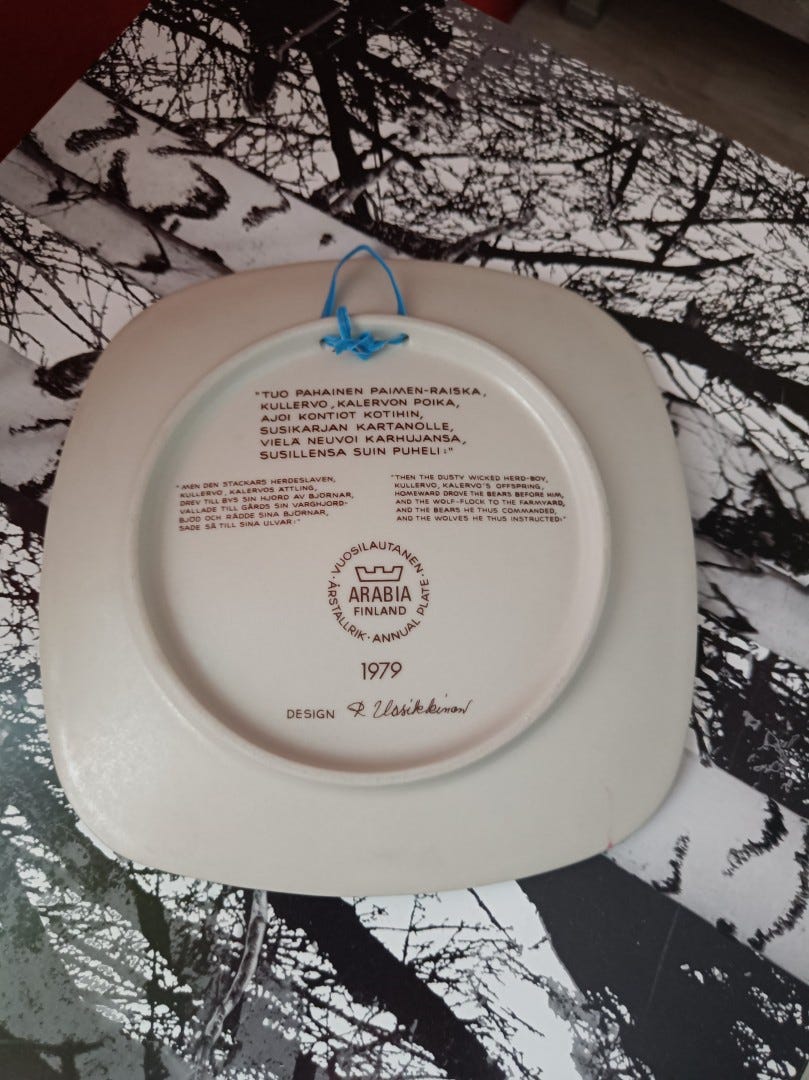 "TUO PAHAINEN PAIMEN-RAISKA,
KULLERVO, KALERVON POIKA,
AJOI KONTIOT KOTIHIN,
SUSIKARJAN KARTANOLLE,
VIELÄ NEUVOI KARHUJANSA,
SUSILLENSA SUIN PUHELI:"
"MEN DEN STACKARS HERDESLAVEN,
KULLERVO, KALERVOS ÄTTLING,
DREV TILL BYS SIN HJORD AV BJÖRNAR,
VALLADE TILL GÅRDS SIN VARGHJORD-
BJÖD OCH RÅDDE SINA BJÖRNAR,
SADE SÅ TILL SINA ULVAR:"
"THEN THE DUSTY WICKED HERD-BOY,
KULLERVO, KALERVO'S OFFSPRING,
HOMEWARD DROVE THE BEARS BEFORE HIM,
AND THE WOLF-FLOCK TO THE FARMYARD,
AND THE BEARS HE THUS COMMANDED,
AND THE WOLVES HE THUS INSTRUCTED:"
·VUOSILAUTANEN·
ARABIA
FINLAND
ÅRSTALLRIK·ANNUAL PLATE
1979
DESIGN R Uosikkinen